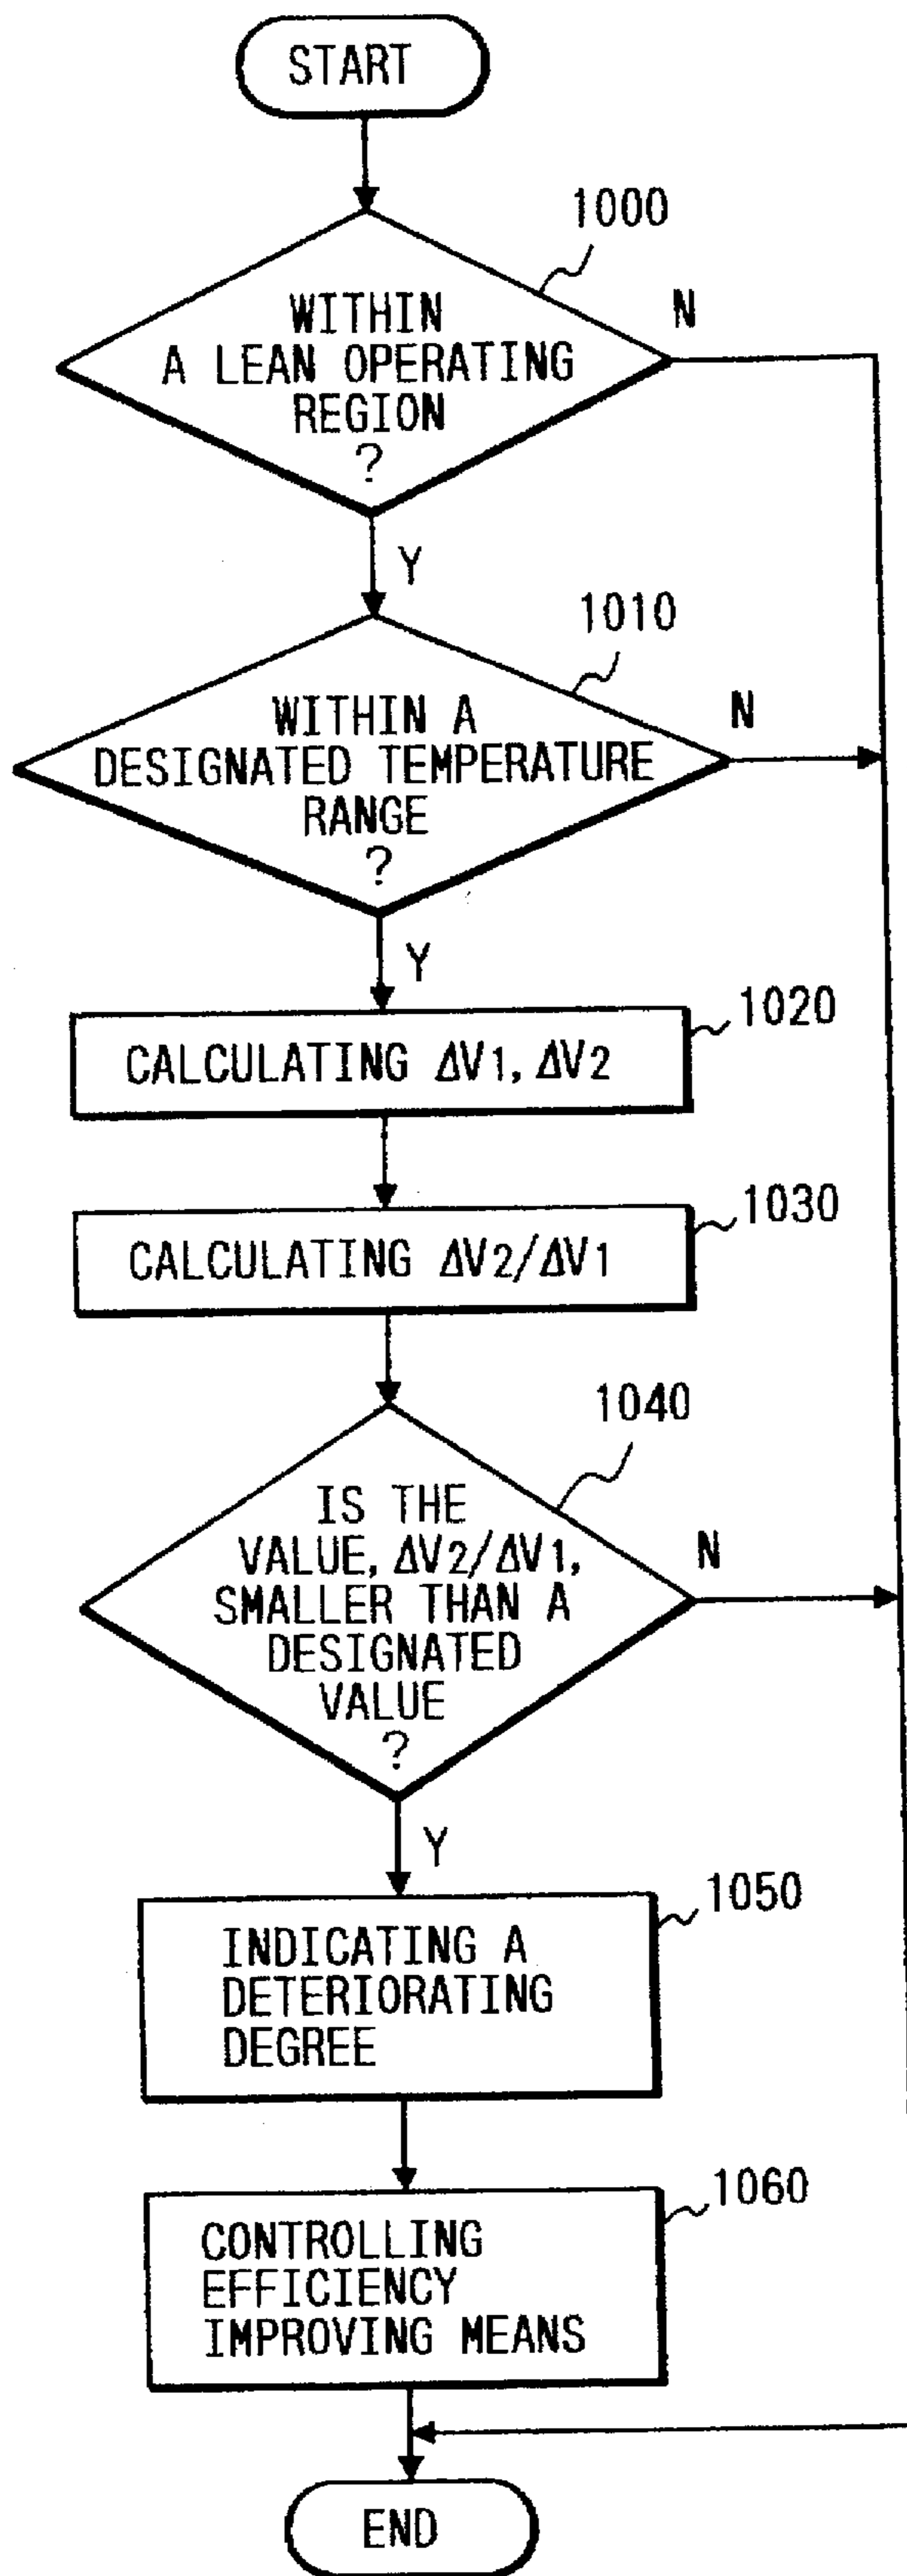 START
1000
WITHIN
A LEAN OPERATING
REGION
?
N
Y
1010
WITHIN A
DESIGNATED TEMPERATURE
RANGE
?
N
Y
1020
CALCULATING ΔV1, ΔV2
1030
CALCULATING ΔV2/ΔV1
1040
IS THE
VALUE, ΔV2/ΔV1,
SMALLER THAN A
DESIGNATED
VALUE
?
N
Y
1050
INDICATING A
DETERIORATING
DEGREE
1060
CONTROLLING
EFFICIENCY
IMPROVING MEANS
END